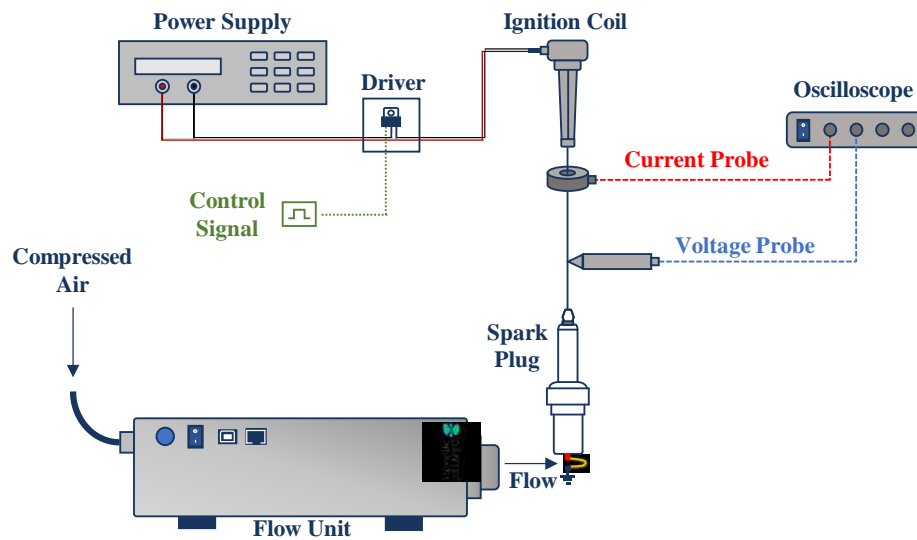 Power Supply
Ignition Coil
Driver
Oscilloscope
Current Probe
Control
Signal
Voltage Probe
Compressed
Air
Spark
Plug
Flow
Flow Unit